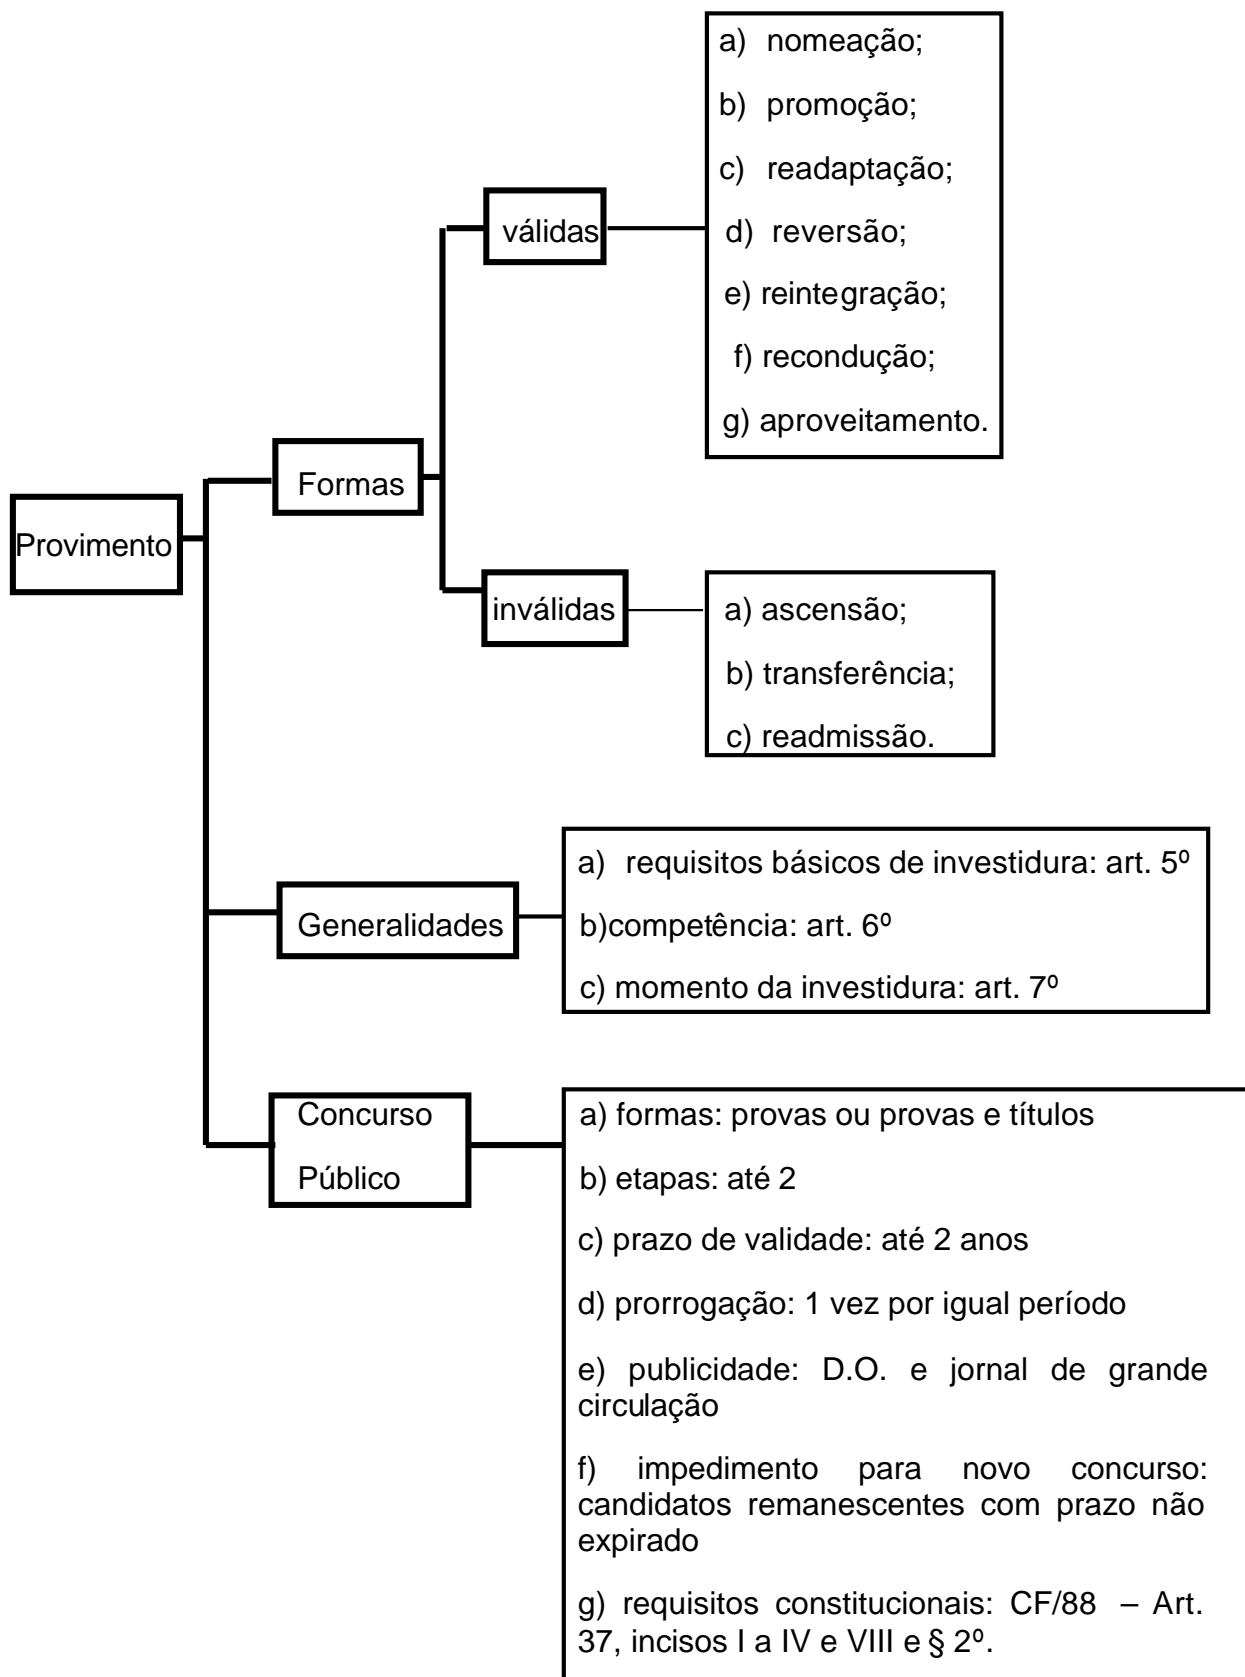 Provimento
Formas
válidas
a) nomeação;
b) promoção;
c) readaptação;
d) reversão;
e) reintegração;
f) recondução;
g) aproveitamento.
inválidas
a) ascensão;
b) transferência;
c) readmissão.
Generalidades
a) requisitos básicos de investidura: art. 5º
b)competência: art. 6º
c) momento da investidura: art. 7º
Concurso
Público
a) formas: provas ou provas e títulos
b) etapas: até 2
c) prazo de validade: até 2 anos
d) prorrogação: 1 vez por igual período
e) publicidade: D.O. e jornal de grande
circulação
f) impedimento para novo concurso:
candidatos remanescentes com prazo não
expirado
g) requisitos constitucionais: CF/88 – Art.
37, incisos I a IV e VIII e § 2º.